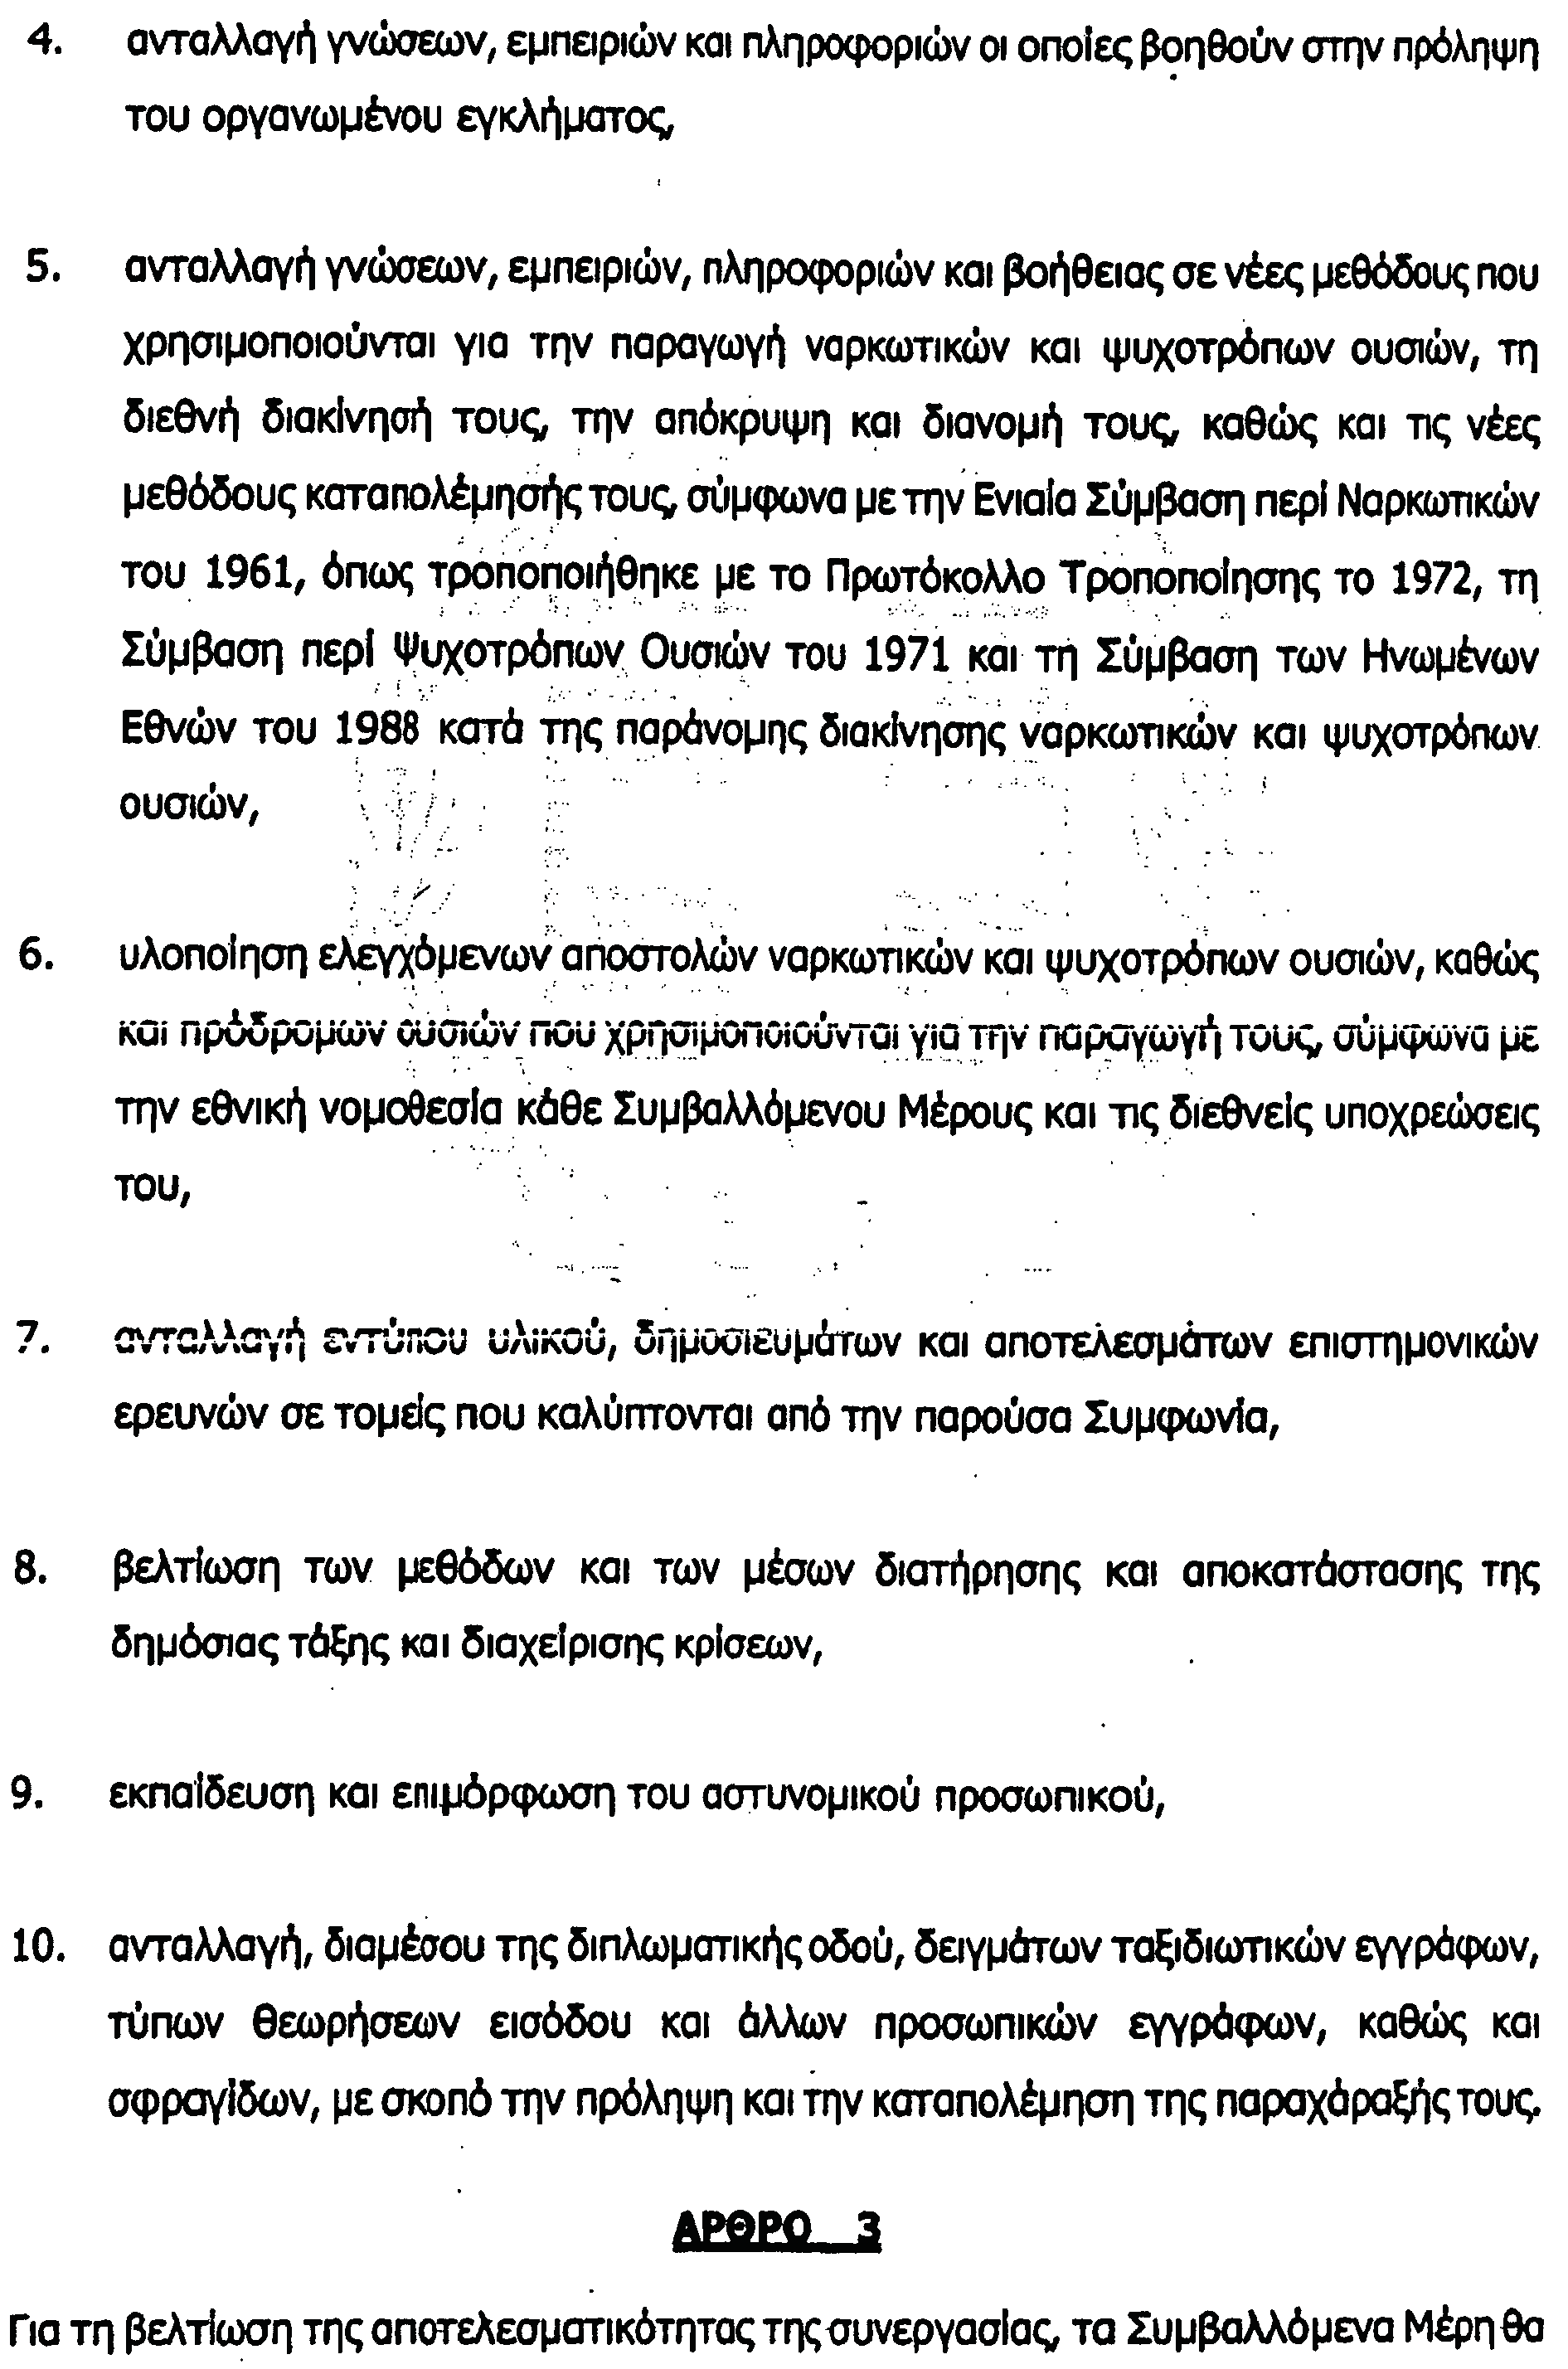 4. ανταλλαγή γνώσεων, εμπειριών και πληροφοριών οι οποίες βοηθούν στην πρόληψη
του οργανωμένου εγκλήματος,
5. ανταλλαγή γνώσεων, εμπειριών, πληροφοριών και βοήθειας σε νέες μεθόδους που
χρησιμοποιούνται για την παραγωγή ναρκωτικών και ψυχοτρόπων ουσιών, τη
διεθνή διακίνησή τους, την απόκρυψη και διανομή τους, καθώς και τις νέες
μεθόδους καταπολέμησής τους, σύμφωνα με την Ενιαία Σύμβαση περί Ναρκωτικών
του 1961, όπως τροποποιήθηκε με το Πρωτόκολλο Τροποποίησης το 1972, τη
Σύμβαση περί Ψυχοτρόπων Ουσιών του 1971 και τη Σύμβαση των Ηνωμένων
Εθνών του 1988 κατά της παράνομης διακίνησης ναρκωτικών και ψυχοτρόπων
ουσιών,
6. υλοποίηση ελεγχόμενων αποστολών ναρκωτικών και ψυχοτρόπων ουσιών, καθώς
και πρόδρομων ουσιών που χρησιμοποιούνται για την παραγωγή τους, σύμφωνα με
την εθνική νομοθεσία κάθε Συμβαλλόμενου Μέρους και τις διεθνείς υποχρεώσεις
του,
7. ανταλλαγή εντύπου υλικού, δημοσιευμάτων και αποτελεσμάτων επιστημονικών
ερευνών σε τομείς που καλύπτονται από την παρούσα Συμφωνία,
8. βελτίωση των μεθόδων και των μέσων διατήρησης και αποκατάστασης της
δημόσιας τάξης και διαχείρισης κρίσεων,
9. εκπαίδευση και επιμόρφωση του αστυνομικού προσωπικού,
10. ανταλλαγή, διαμέσου της διπλωματικής οδού, δειγμάτων ταξιδιωτικών εγγράφων,
τύπων θεωρήσεων εισόδου και άλλων προσωπικών εγγράφων, καθώς και
σφραγίδων, με σκοπό την πρόληψη και την καταπολέμηση της παραχάραξής τους.
ΑΡΘΡΟ 3
Για τη βελτίωση της αποτελεσματικότητας της συνεργασίας, τα Συμβαλλόμενα Μέρη θα